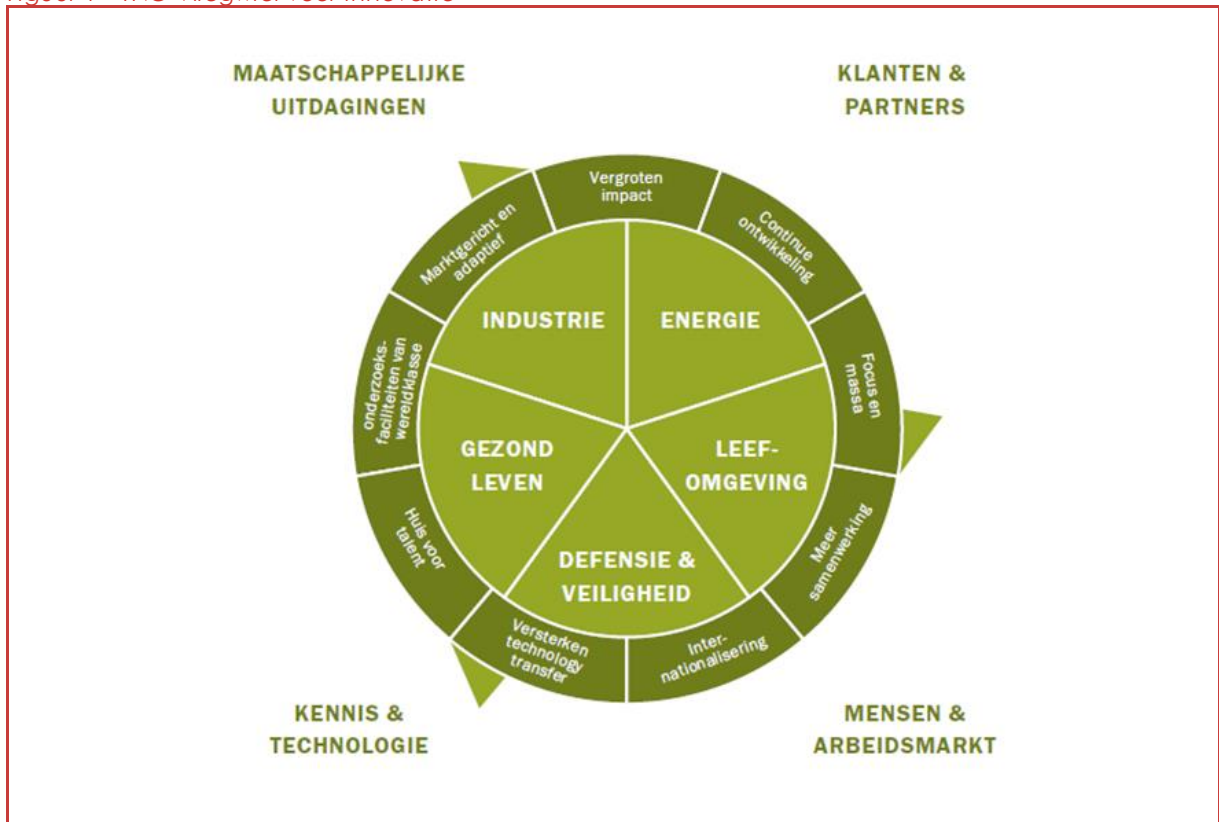 MAATSCHAPPELIJKE
UITDAGINGEN
KLANTEN &
PARTNERS
Vergroten
impact
Continue
ontwikkeling
Focus en
massa
Meer
samenwerking
Inter-
nationalisering
Versterken
technology
transfer
Huis voor
talent
onderzoeks-
faciliteiten van
wereldklasse
Marktgericht en
adaptief
INDUSTRIE
ENERGIE
GEZOND
LEVEN
LEEF-
OMGEVING
DEFENSIE &
VEILIGHEID
KENNIS &
TECHNOLOGIE
MENSEN &
ARBEIDSMARKT